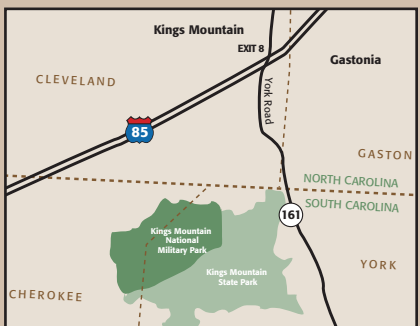 Kings Mountain
EXIT 8
Gastonia
CLEVELAND
York Road
85
GASTON
NORTH CAROLINA
SOUTH CAROLINA
161
Kings Mountain
National
Military Park
Kings Mountain
State Park
YORK
CHEROKEE